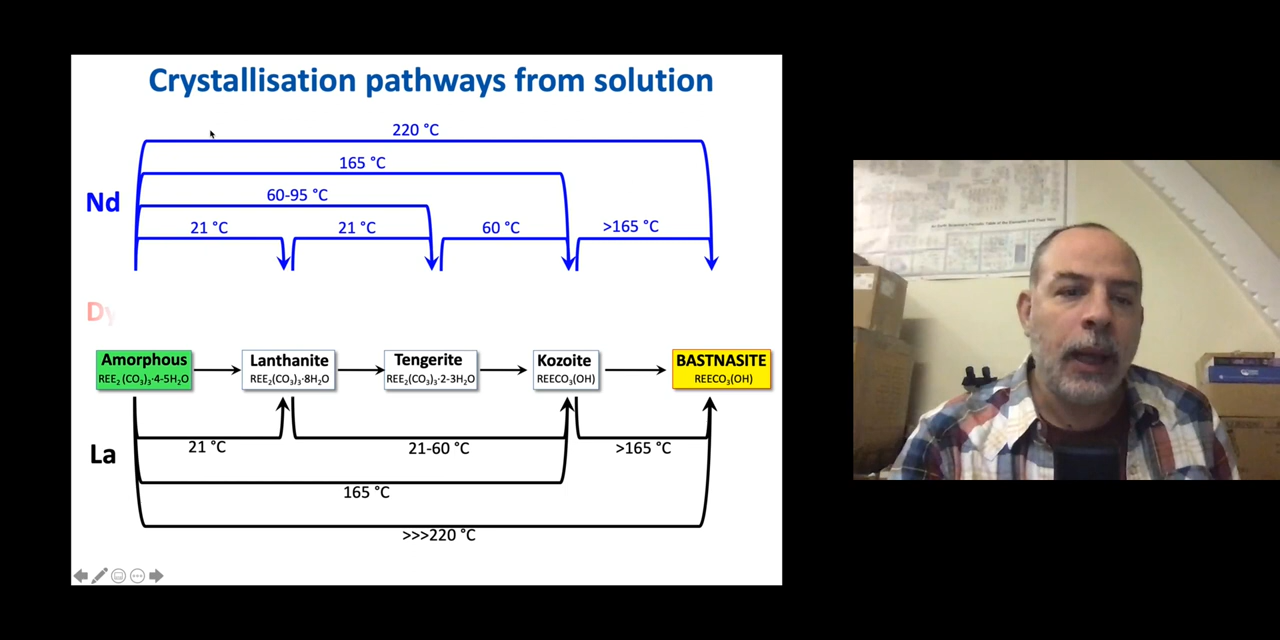 Crystallisation pathways from solution
220 °C
165 °C
60-95 °C
Nd
21 °C
21 °C
60 °C
>165 °C
Dy
Amorphous
REE₂(CO₃)₃·4-5H₂O
Lanthanite
REE₂(CO₃)₃·8H₂O
Tengerite
REE₂(CO₃)₃·2-3H₂O
Kozoite
REECO₃(OH)
BASTNASITE
REECO₃(OH)
La
21 °C
21-60 °C
>165 °C
165 °C
>>>220 °C